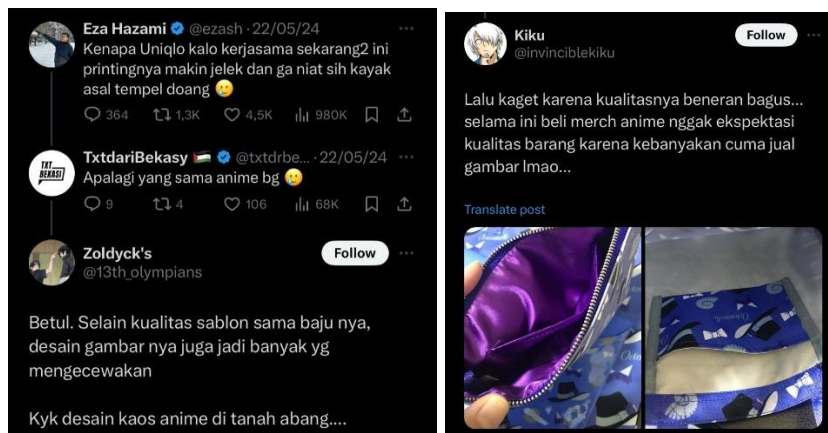 Eza Hazami @ezash · 22/05/24
Kenapa Uniqlo kalo kerjasama sekarang2 ini
printingnya makin jelek dan ga niat sih kayak
asal tempel doang 🥲
364 1,3K 4,5K 980K
TXT
BEKASI
TxtdariBekasy 🇵🇸 @txtdrbe... · 22/05/24
Apalagi yang sama anime bg 🥲
9 4 106 68K
Zoldyck's
Follow
@13th_olympians
Betul. Selain kualitas sablon sama baju nya,
desain gambar nya juga jadi banyak yg
mengecewakan
Kyk desain kaos anime di tanah abang....
Kiku
Follow
@invinciblekiku
Lalu kaget karena kualitasnya beneran bagus...
selama ini beli merch anime nggak ekspektasi
kualitas barang karena kebanyakan cuma jual
gambar lmao...
Translate post